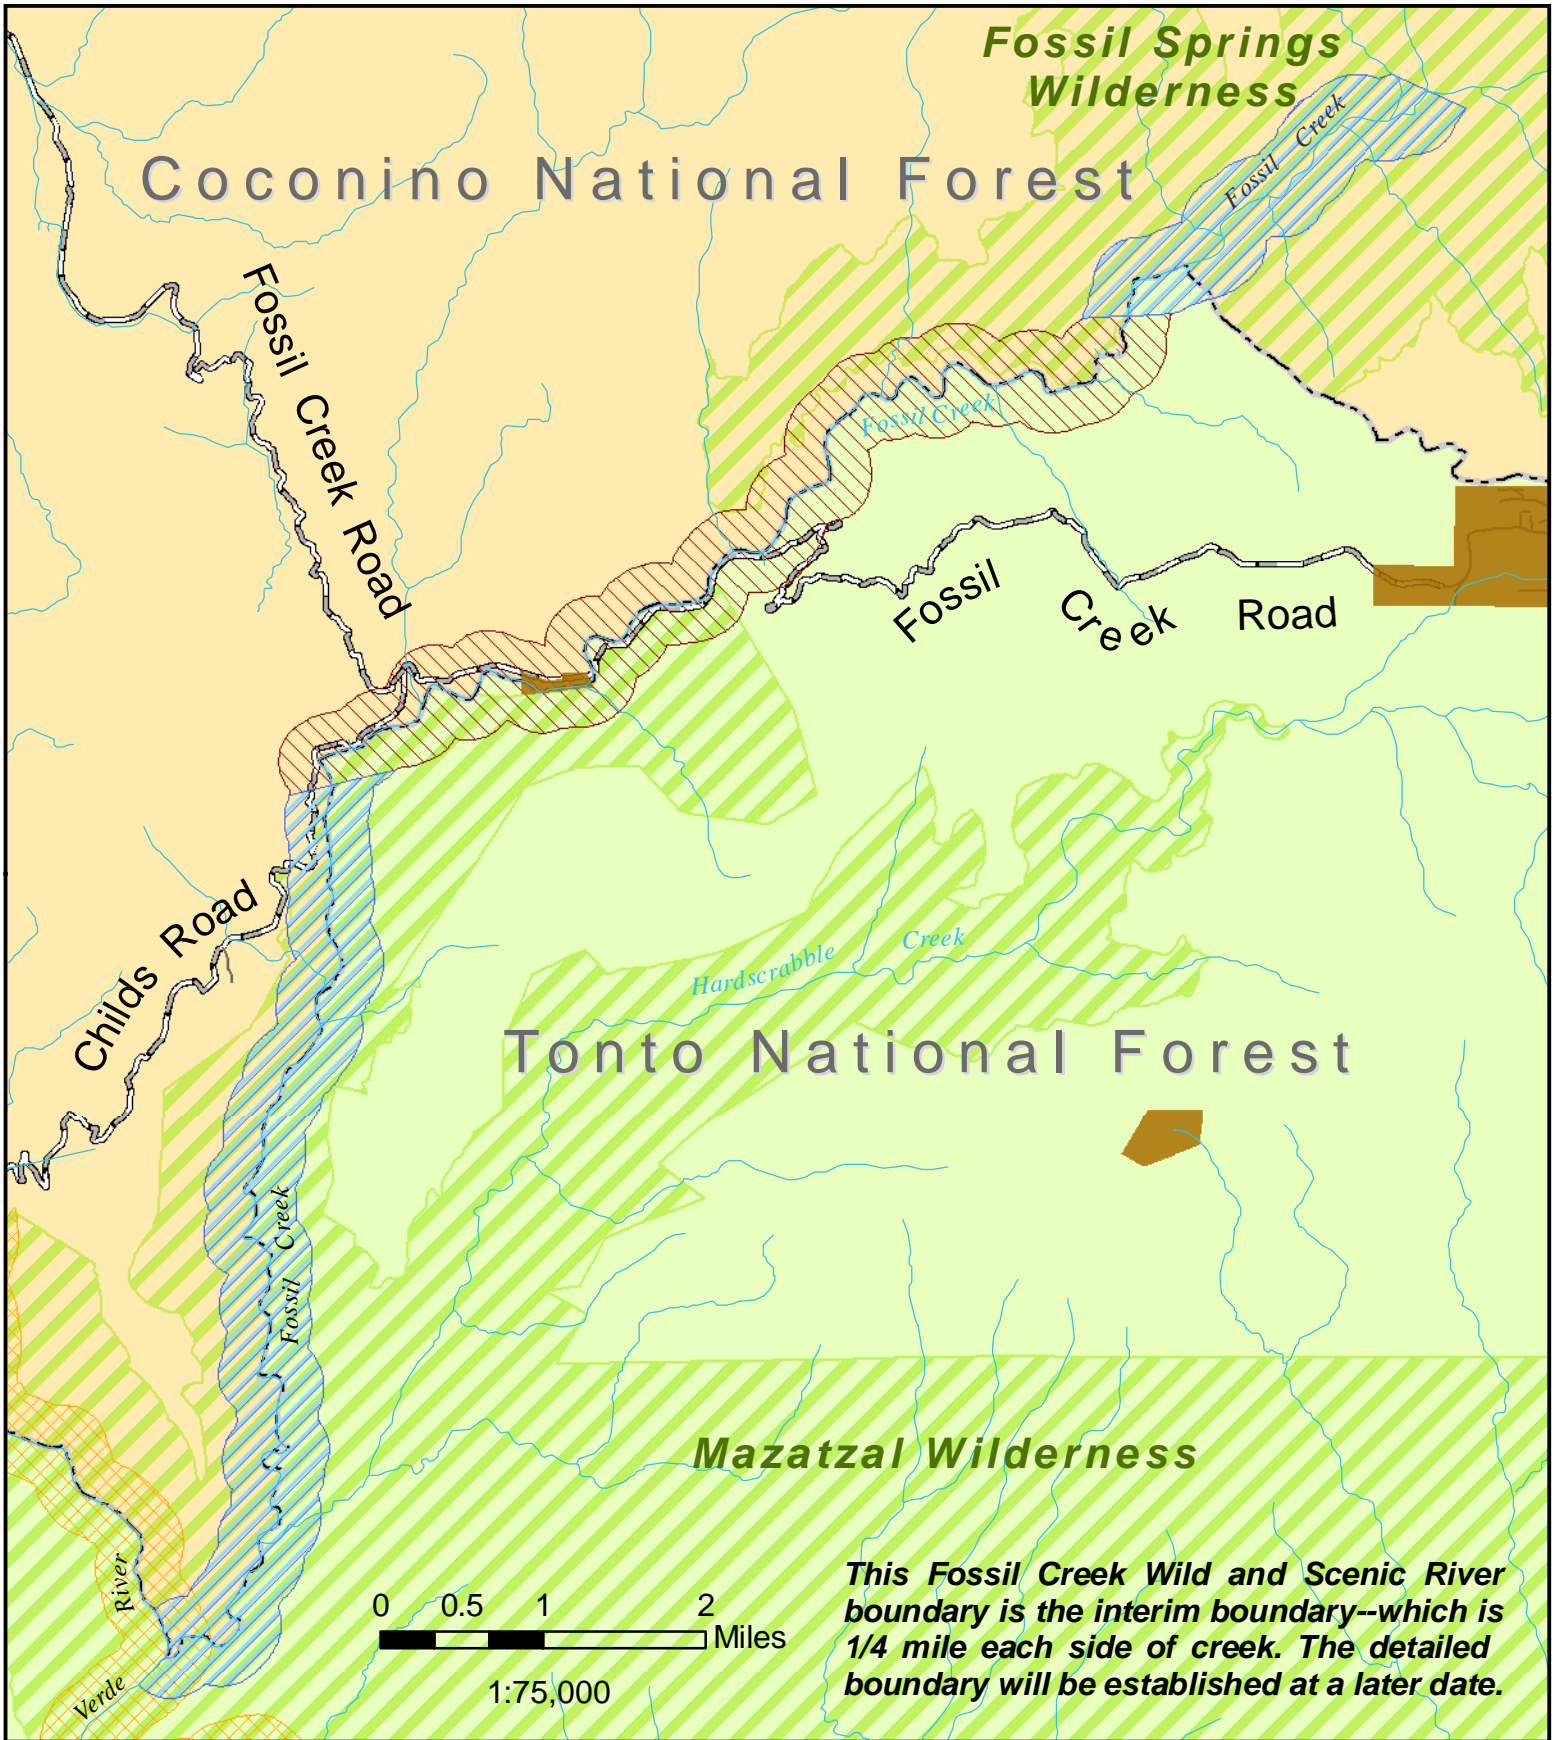 Fossil Springs
Wilderness
Fossil Creek
Coconino National Forest
Fossil Creek Road
Fossil Creek
Fossil Creek Road
Childs Road
Hardscrabble Creek
Tonto National Forest
Fossil Creek
Mazatzal Wilderness
River
Verde
0 0.5 1 2
Miles
1:75,000
This Fossil Creek Wild and Scenic River
boundary is the interim boundary--which is
1/4 mile each side of creek. The detailed
boundary will be established at a later date.